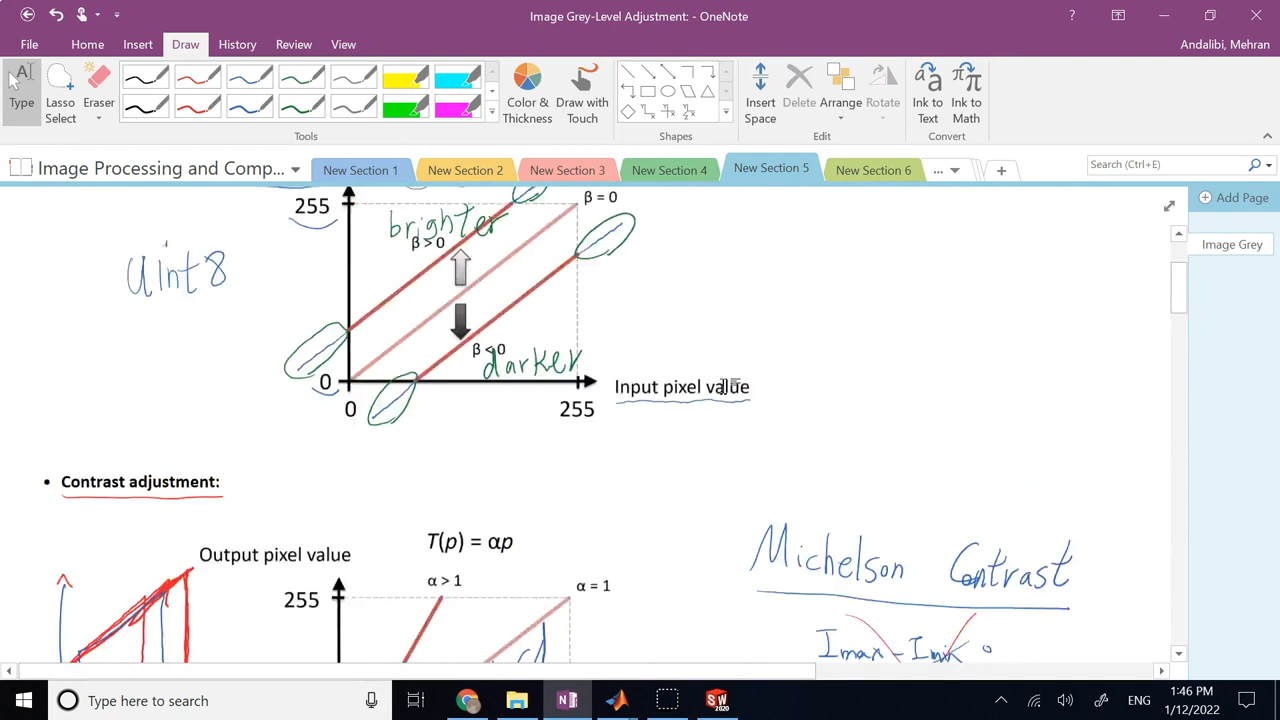 Image Grey-Level Adjustment: - OneNote
Andalibi, Mehran
File Home Insert Draw History Review View
Type
Lasso Select
Eraser
Color & Thickness
Draw with Touch
Insert Space
Delete
Arrange
Rotate
Ink to Text
Ink to Math
Tools
Shapes
Edit
Convert
Image Processing and Comp...
New Section 1
New Section 2
New Section 3
New Section 4
New Section 5
New Section 6
...
Search (Ctrl+E)
Add Page
Image Grey
255
β = 0
brighter
β > 0
Uint8
β < 0
darker
0
Input pixel value
0
255
• Contrast adjustment:
T(p) = αp
Output pixel value
Michelson Contrast
α > 1
α = 1
255
Imax - Imin
Type here to search
SW
2020
ENG
1:46 PM
1/12/2022